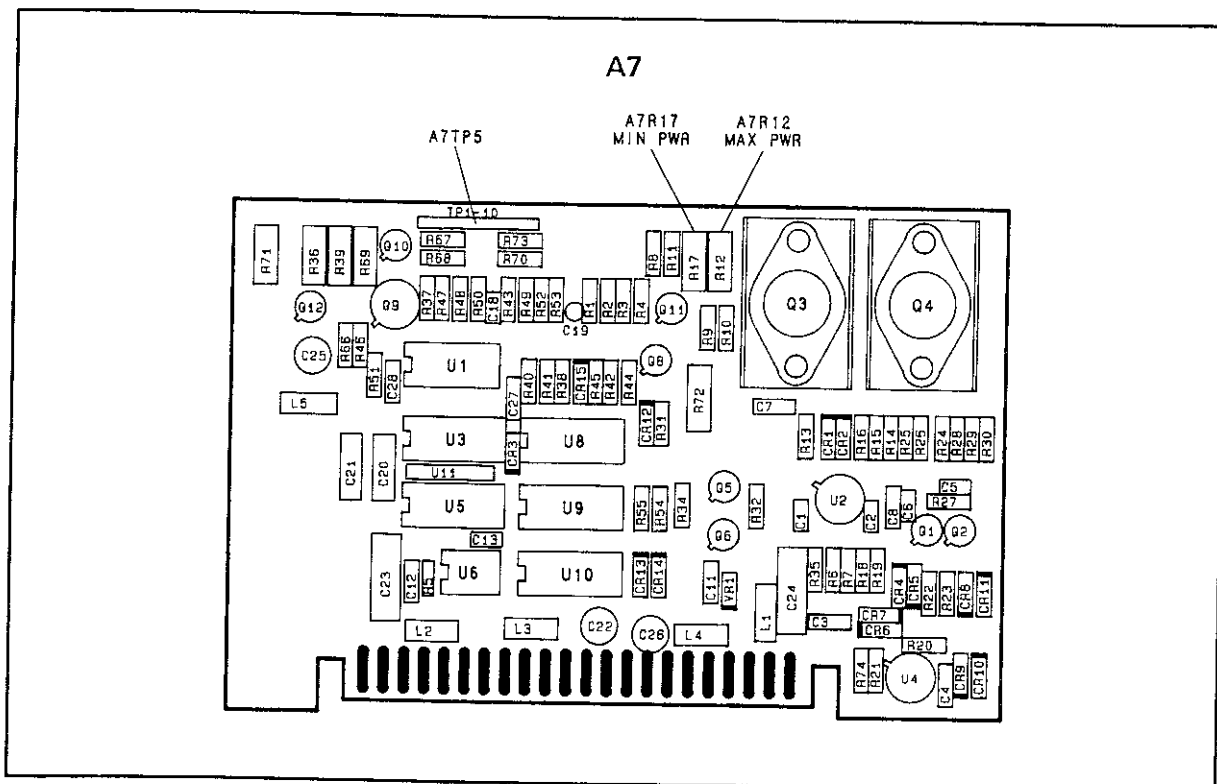 A7
A7TP5
A7R17
MIN PWR
A7R12
MAX PWR
TP1-10
R71
R36
R39
R69
Q10
R67
R68
R73
R70
R8
R11
R17
R12
Q3
Q4
Q12
Q9
R37
R47
R48
R50
C18
R43
R49
R52
R53
C19
R1
R2
R3
R4
Q11
R9
R10
C25
R66
R46
R51
C28
U1
R40
R41
R38
CR15
R45
R42
R44
Q8
R72
L5
C27
CR12
R31
C7
C21
C20
U3
CR3
U8
R13
CR1
CR2
R16
R15
R14
R25
R26
R24
R28
R29
R30
U11
U5
U9
R55
R54
R34
Q5
R32
C1
U2
C2
C8
C6
C5
R27
Q1
Q2
C13
Q6
C23
C12
R5
U6
U10
CR13
CR14
C11
VR1
L1
C24
R35
R6
R7
R18
R19
CR4
CR5
R22
R23
CR8
CR11
L2
L3
C22
C26
L4
C3
CR7
CR6
R20
R74
R21
U4
C4
CR9
CR10